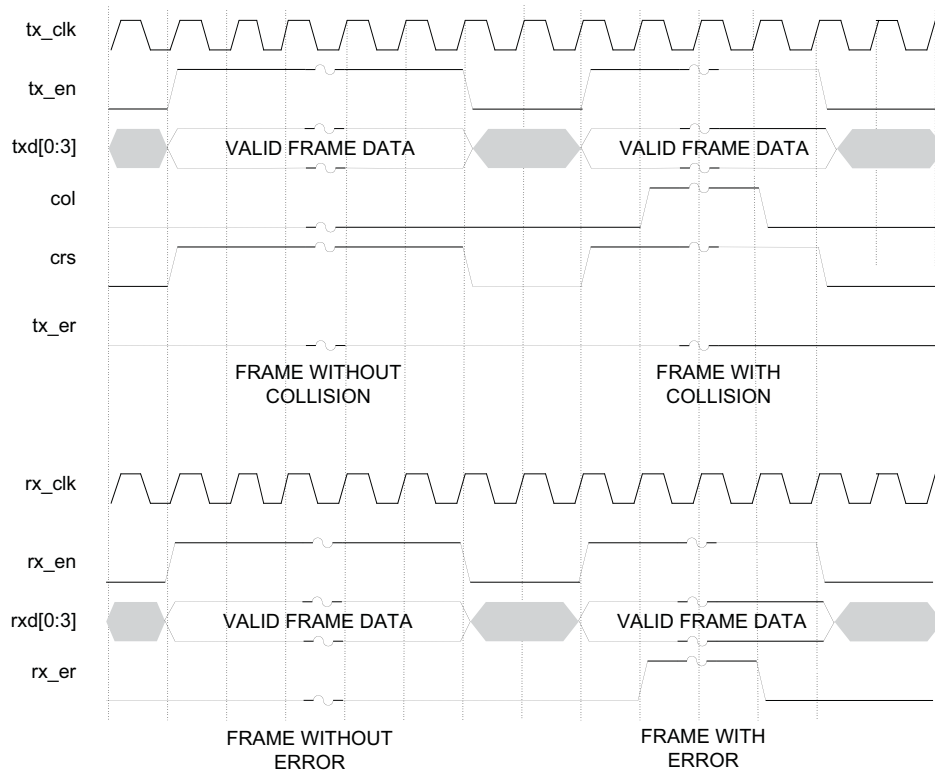 tx_clk
tx_en
txd[0:3]
VALID FRAME DATA
VALID FRAME DATA
col
crs
tx_er
FRAME WITHOUT
COLLISION
FRAME WITH
COLLISION
rx_clk
rx_en
rxd[0:3]
VALID FRAME DATA
VALID FRAME DATA
rx_er
FRAME WITHOUT
ERROR
FRAME WITH
ERROR